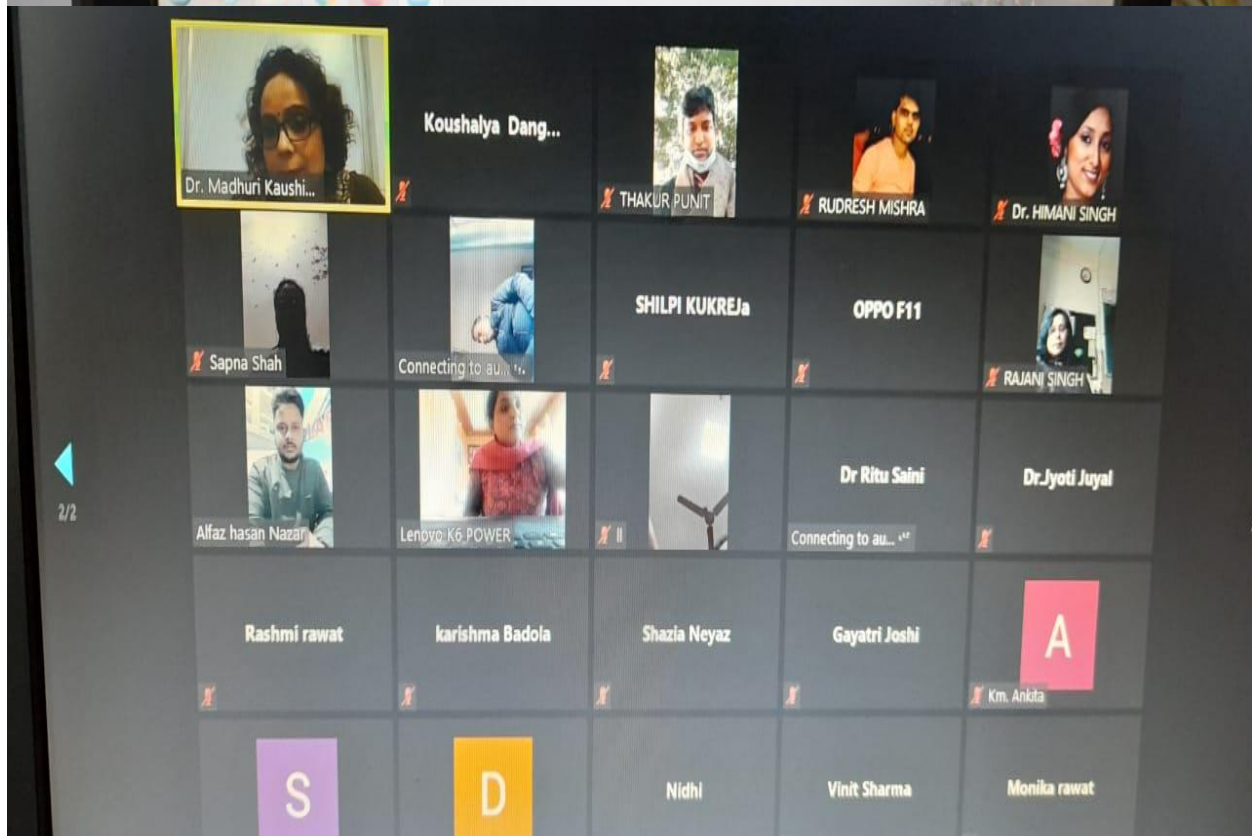 Koushalya Dang...
Dr. Madhuri Kaushi...
THAKUR PUNIT
RUDRESH MISHRA
Dr. HIMANI SINGH
SHILPI KUKREJa
OPPO F11
Sapna Shah
Connecting to au...
RAJANI SINGH
Dr Ritu Saini
Dr.Jyoti Juyal
Alfaz hasan Nazar
Lenovo K6 POWER
II
Connecting to au...
2/2
Rashmi rawat
karishma Badola
Shazia Neyaz
Gayatri Joshi
A
Km. Ankita
S
D
Nidhi
Vinit Sharma
Monika rawat